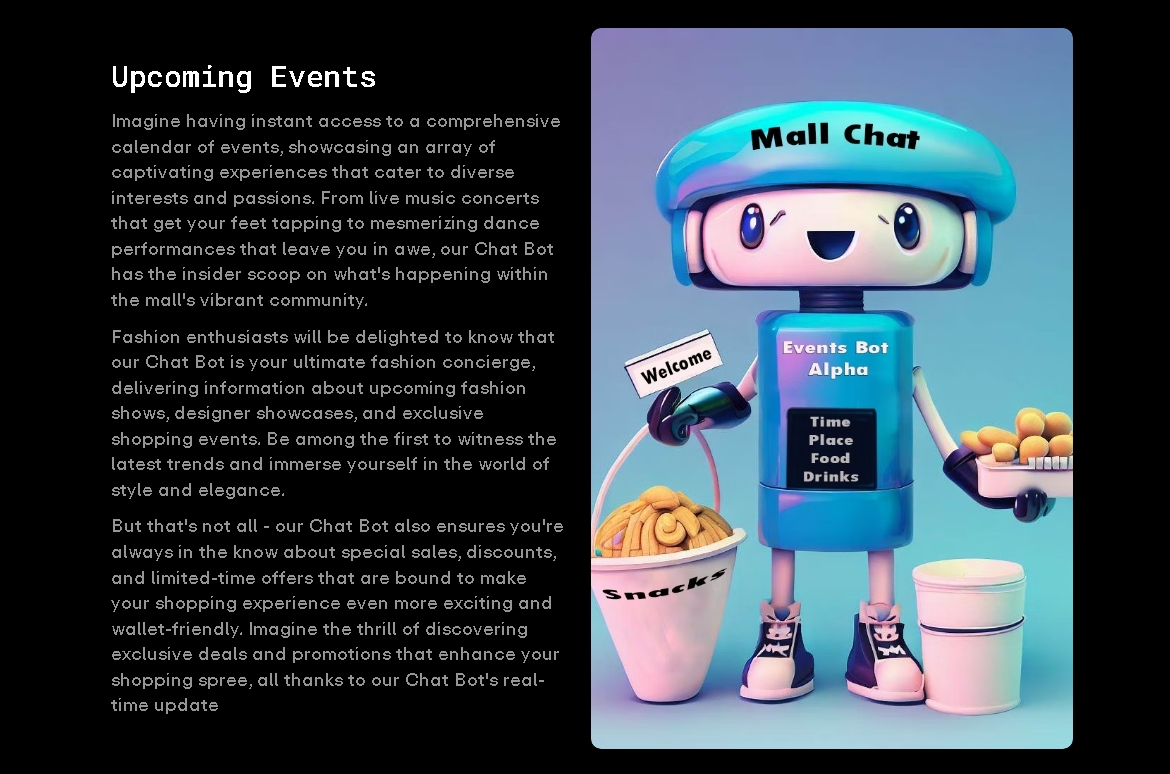 Upcoming Events
Imagine having instant access to a comprehensive
calendar of events, showcasing an array of
captivating experiences that cater to diverse
interests and passions. From live music concerts
that get your feet tapping to mesmerizing dance
performances that leave you in awe, our Chat Bot
has the insider scoop on what's happening within
the mall's vibrant community.
Fashion enthusiasts will be delighted to know that
our Chat Bot is your ultimate fashion concierge,
delivering information about upcoming fashion
shows, designer showcases, and exclusive
shopping events. Be among the first to witness the
latest trends and immerse yourself in the world of
style and elegance.
But that's not all - our Chat Bot also ensures you're
always in the know about special sales, discounts,
and limited-time offers that are bound to make
your shopping experience even more exciting and
wallet-friendly. Imagine the thrill of discovering
exclusive deals and promotions that enhance your
shopping spree, all thanks to our Chat Bot's real-
time update
Mall Chat
Welcome
Events Bot
Alpha
Time
Place
Food
Drinks
Snacks